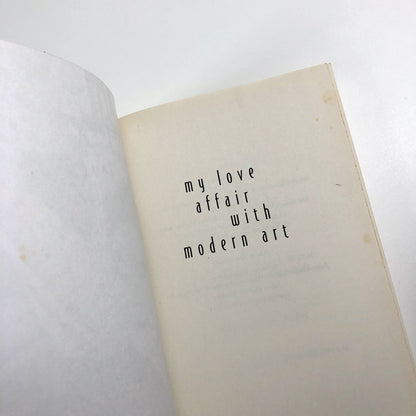 my love
affair
with
modern art